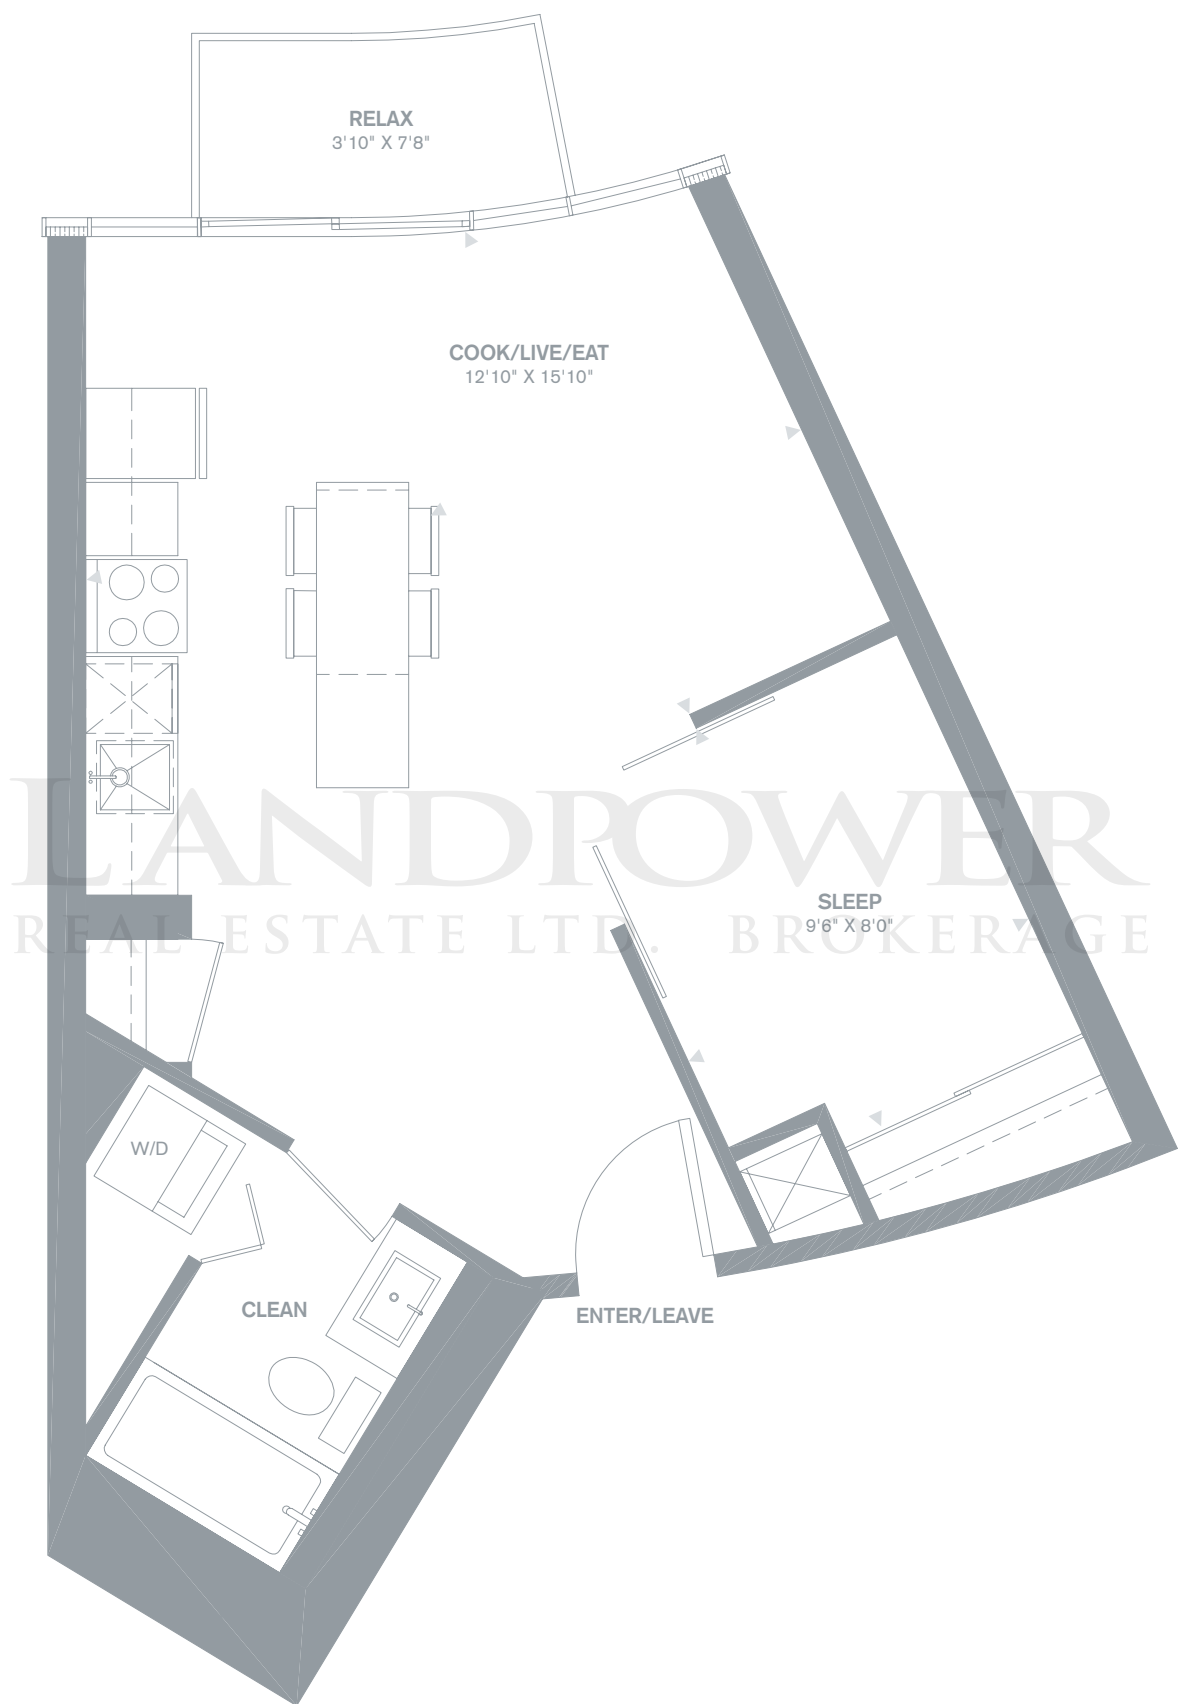 RELAX
3'10" X 7'8"
COOK/LIVE/EAT
12'10" X 15'10"
LANDPOWER
SLEEP
9'6" X 8'0"
REAL ESTATE LTD. BROKERAGE
W/D
CLEAN
ENTER/LEAVE